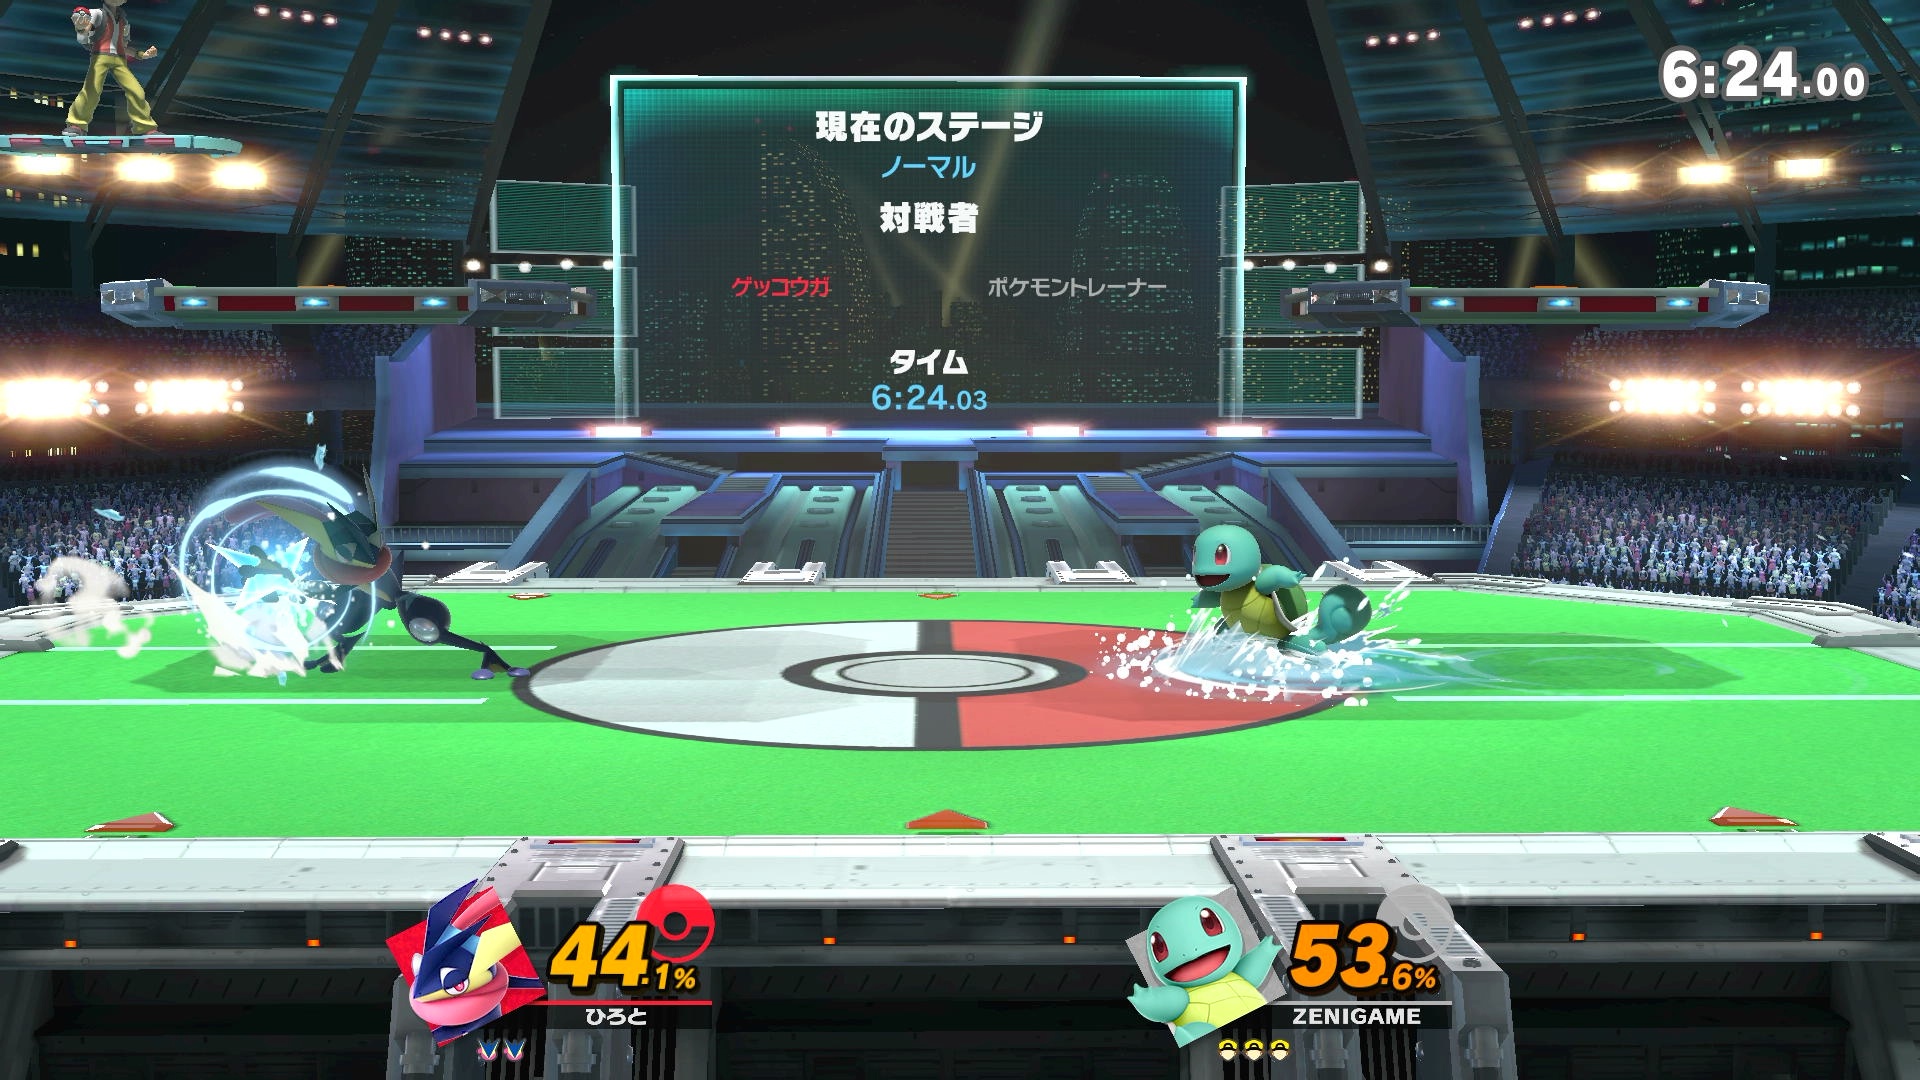 6:24.00
現在のステージ
ノーマル
対戦者
ゲッコウガ ポケモントレーナー
タイム
6:24.03
44.1% 53.6%
ひろと ZENIGAME